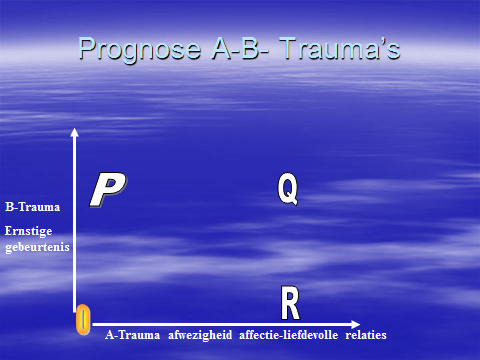 Prognose A-B- Trauma's
P
Q
B-Trauma
Ernstige
gebeurtenis
R
0
A-Trauma afwezigheid affectie-liefdevolle relaties